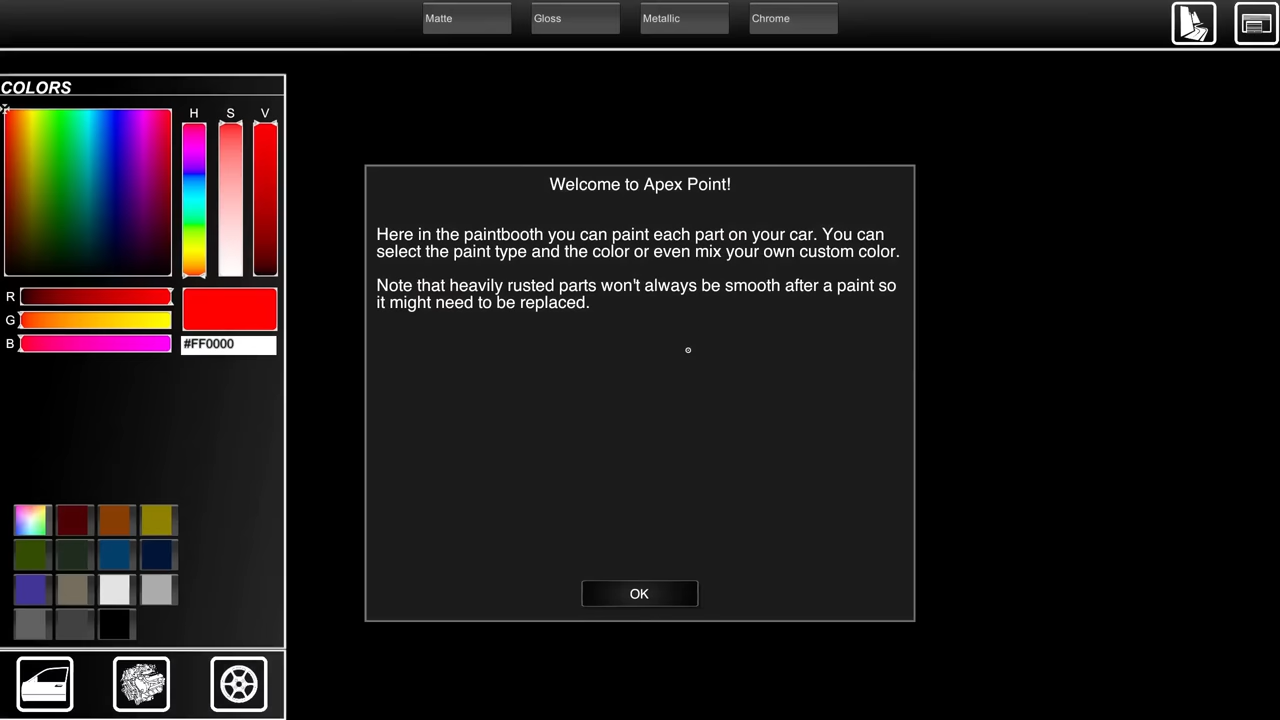 Matte
Gloss
Metallic
Chrome
COLORS
H
S
V
R
G
B
#FF0000
Welcome to Apex Point!
Here in the paintbooth you can paint each part on your car. You can
select the paint type and the color or even mix your own custom color.
Note that heavily rusted parts won't always be smooth after a paint so
it might need to be replaced.
OK